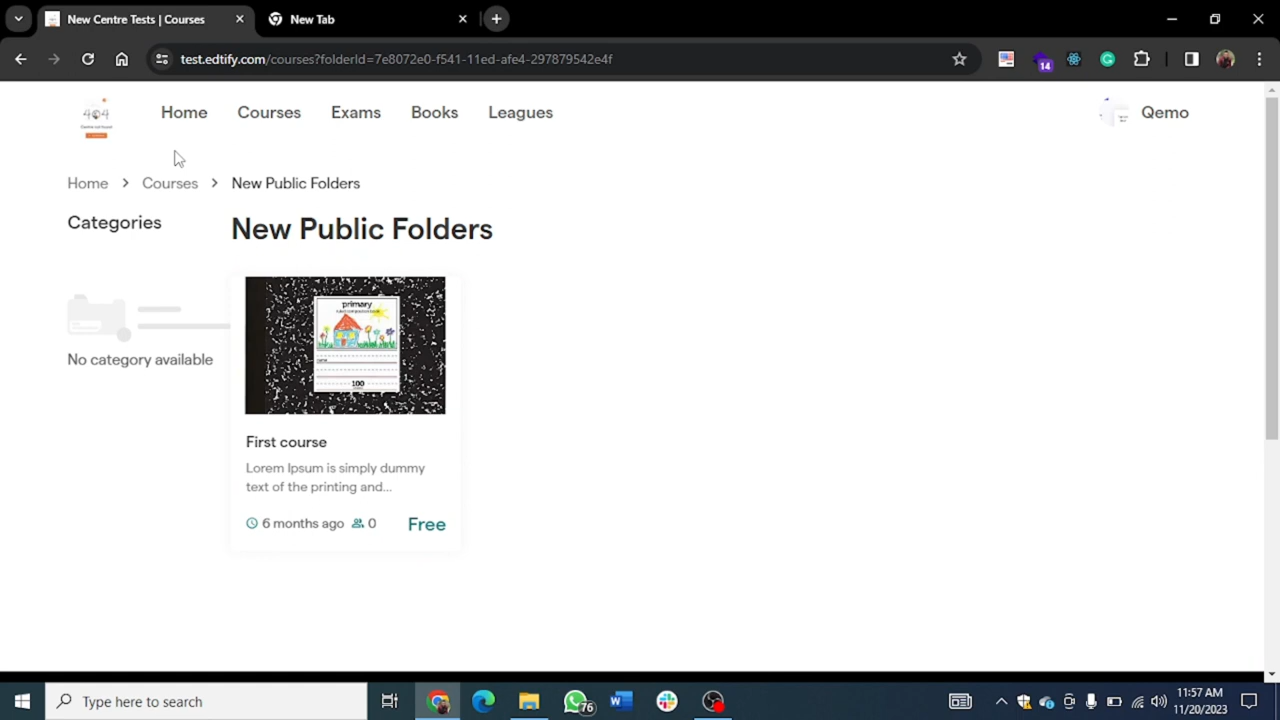 New Centre Tests | Courses
New Tab
test.edtify.com/courses?folderId=7e8072e0-f541-11ed-afe4-297879542e4f
14
404
Home
Courses
Exams
Books
Leagues
Qemo
Home > Courses > New Public Folders
Categories
New Public Folders
primary
100
No category available
First course
Lorem Ipsum is simply dummy
text of the printing and...
6 months ago 0 Free
Type here to search
76
11:57 AM
11/20/2023